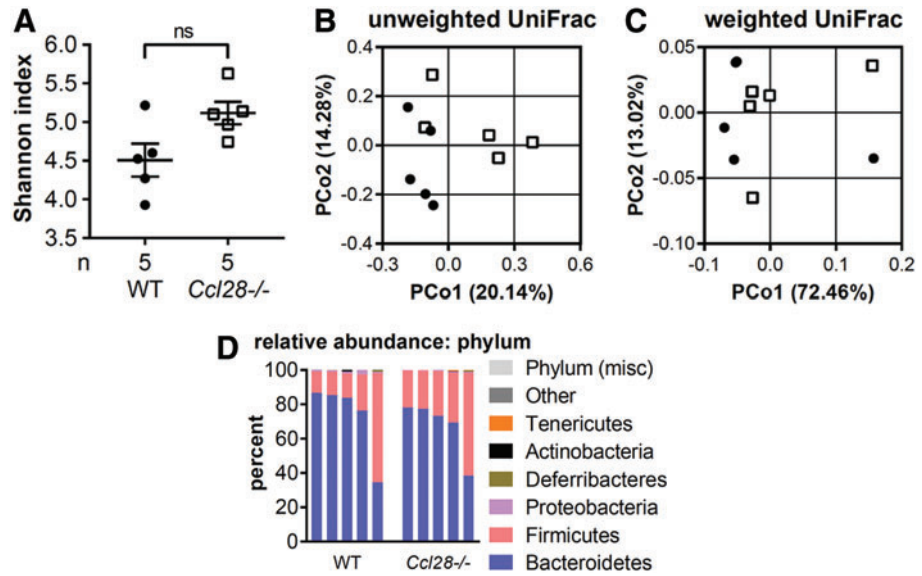 A
ns
Shannon index
6.0
5.5
5.0
4.5
4.0
3.5
n 5 5
WT Ccl28-/-
B unweighted UniFrac
PCo2 (14.28%)
0.4
0.2
0.0
-0.2
-0.4
-0.3 0.0 0.3 0.6
PCo1 (20.14%)
C weighted UniFrac
PCo2 (13.02%)
0.05
0.00
-0.05
-0.10
-0.1 0.0 0.1 0.2
PCo1 (72.46%)
D relative abundance: phylum
percent
100
80
60
40
20
0
WT Ccl28-/-
Phylum (misc)
Other
Tenericutes
Actinobacteria
Deferribacteres
Proteobacteria
Firmicutes
Bacteroidetes